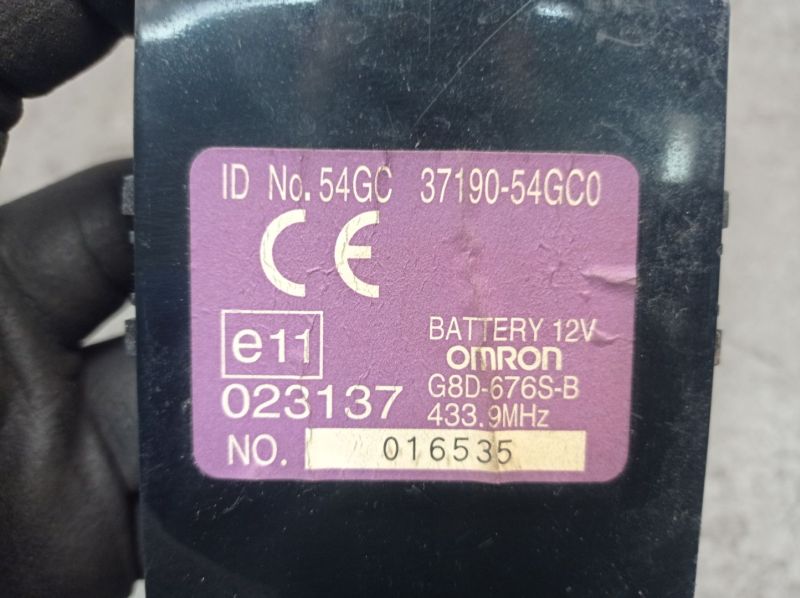 ID No. 54GC 37190-54GC0
CE
e11
BATTERY 12V
OMRON
023137
G8D-676S-B
433.9MHz
NO. 016535